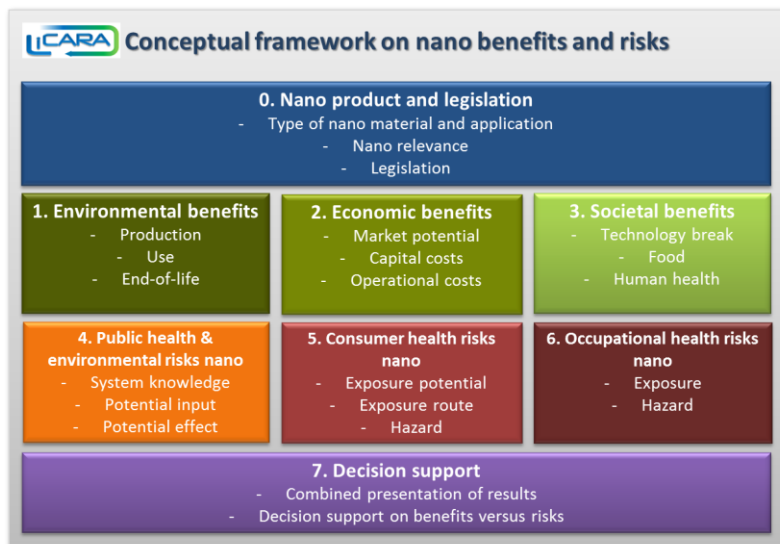 LICARA Conceptual framework on nano benefits and risks
0. Nano product and legislation
- Type of nano material and application
- Nano relevance
- Legislation
1. Environmental benefits
- Production
- Use
- End-of-life
2. Economic benefits
- Market potential
- Capital costs
- Operational costs
3. Societal benefits
- Technology break
- Food
- Human health
4. Public health &
environmental risks nano
- System knowledge
- Potential input
- Potential effect
5. Consumer health risks
nano
- Exposure potential
- Exposure route
- Hazard
6. Occupational health risks
nano
- Exposure
- Hazard
7. Decision support
- Combined presentation of results
- Decision support on benefits versus risks